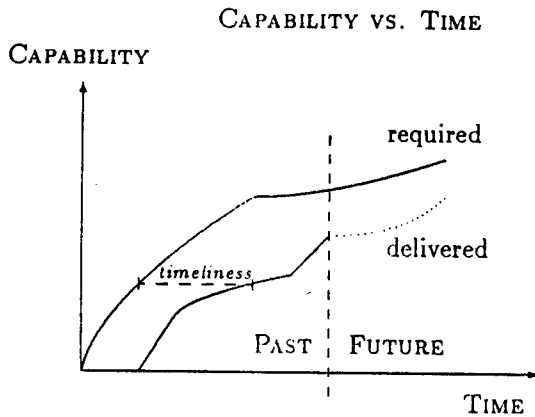 CAPABILITY VS. TIME
CAPABILITY
required
timeliness
delivered
PAST FUTURE
TIME